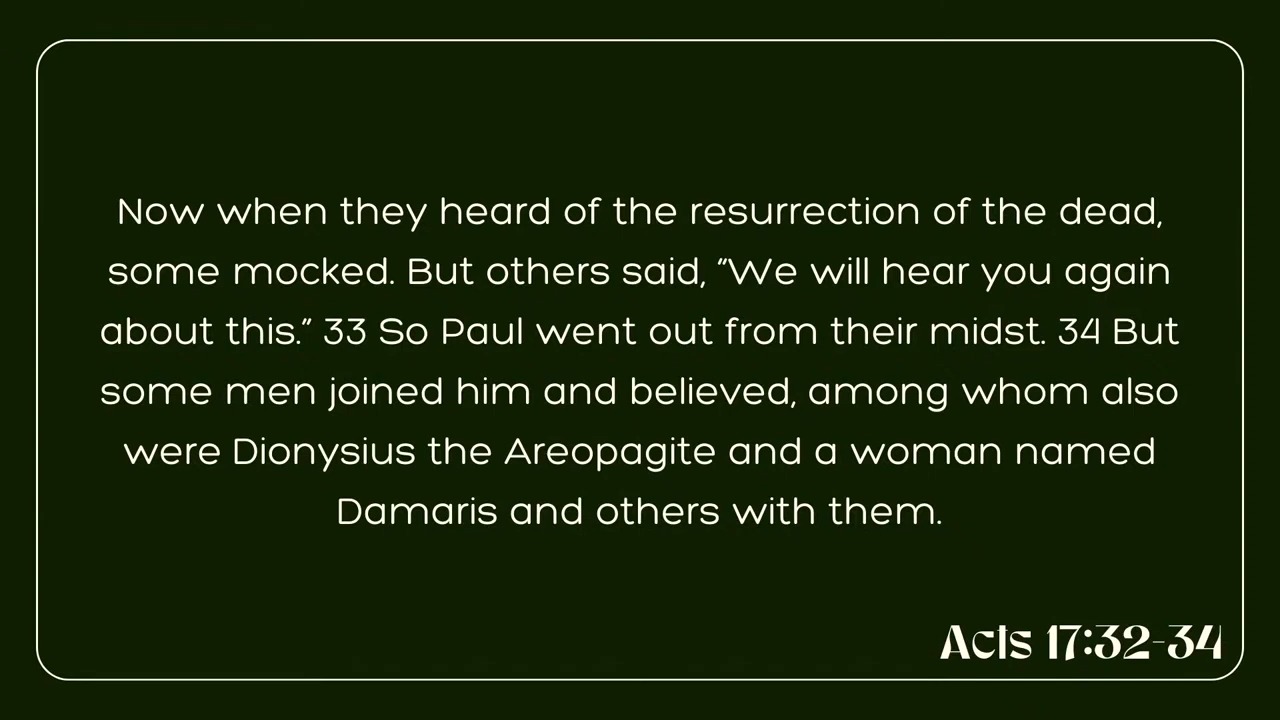 Now when they heard of the resurrection of the dead,
some mocked. But others said, “We will hear you again
about this.” 33 So Paul went out from their midst. 34 But
some men joined him and believed, among whom also
were Dionysius the Areopagite and a woman named
Damaris and others with them.
Acts 17:32-34